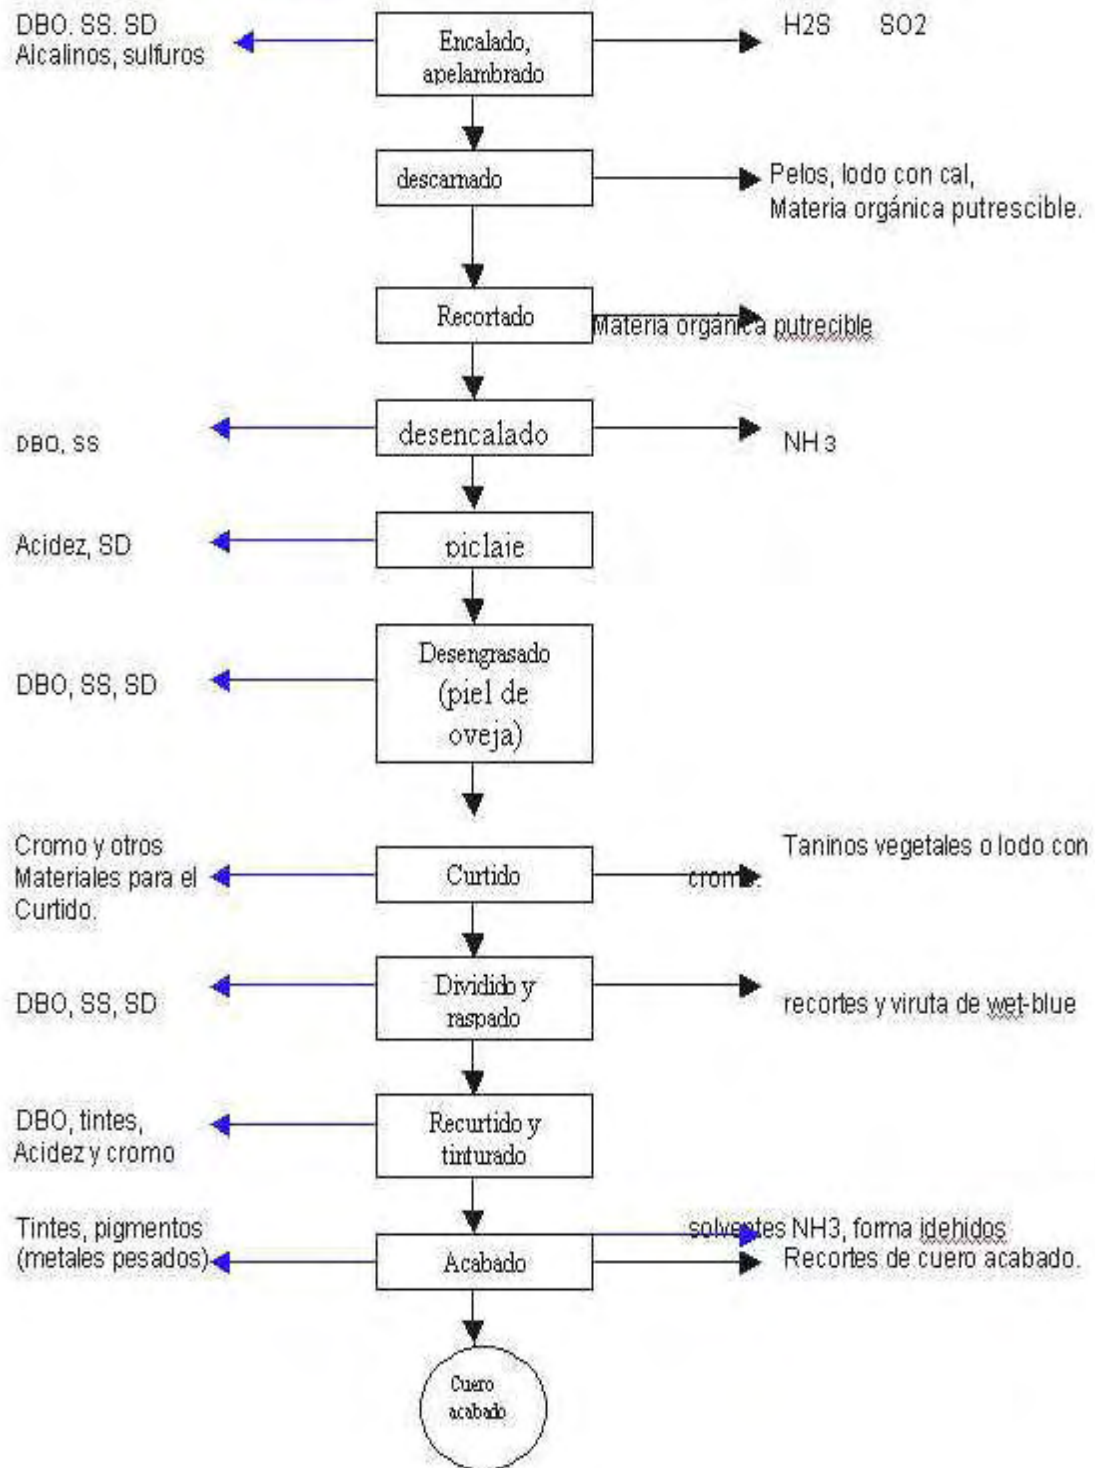 DBO. SS. SD
Alcalinos, sulfuros
Encalado,
apelambrado
H2S SO2
descarnado
Pelos, lodo con cal,
Materia orgánica putrescible.
Recortado
Materia orgánica putrecible
DBO, SS
desencalado
NH3
Acidez, SD
piclaje
DBO, SS, SD
Desengrasado
(piel de
oveja)
Cromo y otros
Materiales para el
Curtido.
Curtido
Taninos vegetales o lodo con
cromo.
DBO, SS, SD
Dividido y
raspado
recortes y viruta de wet-blue
DBO, tintes,
Acidez y cromo
Recurtido y
tinturado
Tintes, pigmentos
(metales pesados)
Acabado
solventes NH3, forma idehidos
Recortes de cuero acabado.
Cuero
acabado